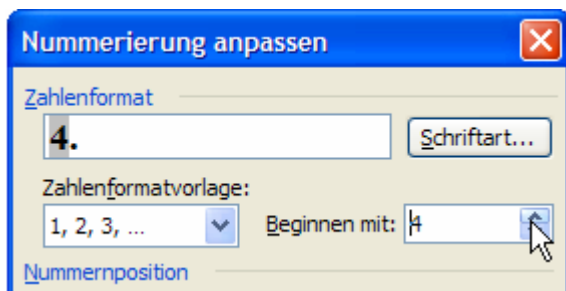 Nummerierung anpassen
Zahlenformat
4.
Schriftart...
Zahlenformatvorlage:
1, 2, 3, ...
Beginnen mit: 4
Nummernposition